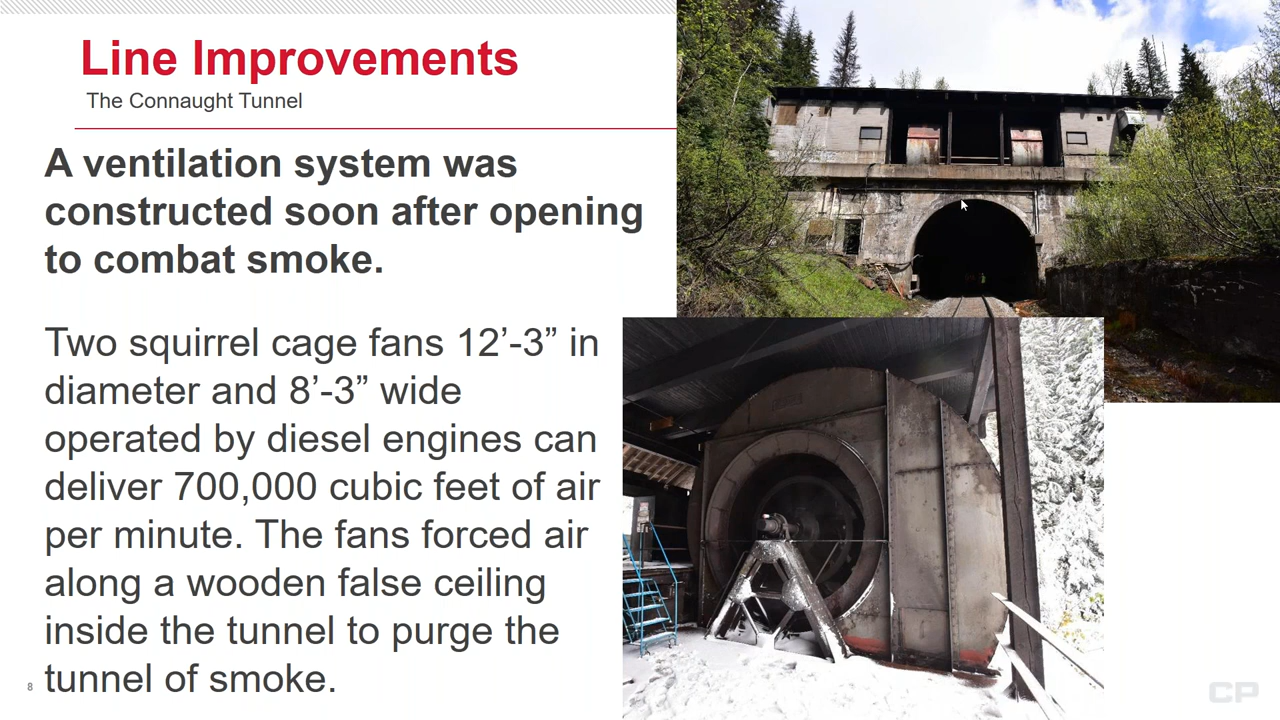 Line Improvements
The Connaught Tunnel
A ventilation system was
constructed soon after opening
to combat smoke.
Two squirrel cage fans 12’-3” in
diameter and 8’-3” wide
operated by diesel engines can
deliver 700,000 cubic feet of air
per minute. The fans forced air
along a wooden false ceiling
inside the tunnel to purge the
tunnel of smoke.
8
CP